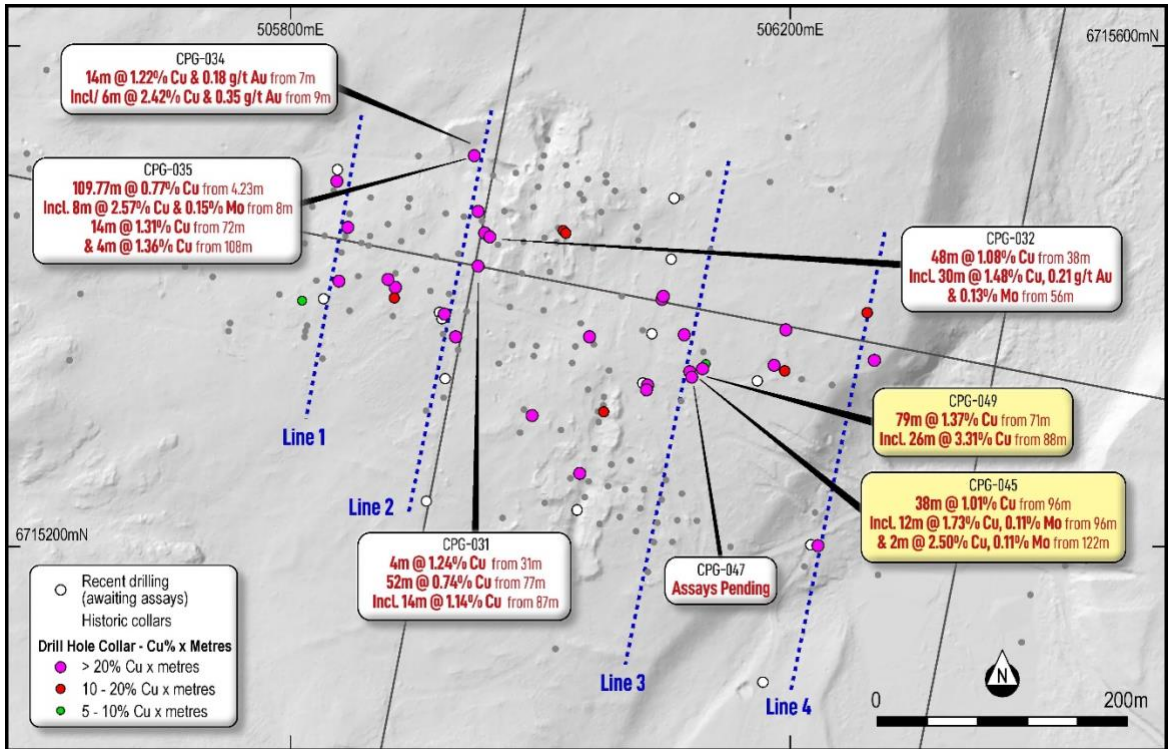 505800mE
506200mE
6715600mN
CPG-034
14m @ 1.22% Cu & 0.18 g/t Au from 7m
Incl/ 6m @ 2.42% Cu & 0.35 g/t Au from 9m
CPG-035
109.77m @ 0.77% Cu from 4.23m
Incl. 8m @ 2.57% Cu & 0.15% Mo from 8m
14m @ 1.31% Cu from 72m
& 4m @ 1.36% Cu from 108m
CPG-032
48m @ 1.08% Cu from 38m
Incl. 30m @ 1.48% Cu, 0.21 g/t Au
& 0.13% Mo from 56m
CPG-049
79m @ 1.37% Cu from 71m
Incl. 26m @ 3.31% Cu from 88m
Line 1
CPG-045
38m @ 1.01% Cu from 96m
Incl. 12m @ 1.73% Cu, 0.11% Mo from 96m
& 2m @ 2.50% Cu, 0.11% Mo from 122m
Line 2
6715200mN
CPG-031
4m @ 1.24% Cu from 31m
52m @ 0.74% Cu from 77m
Incl. 14m @ 1.14% Cu from 87m
CPG-047
Assays Pending
Line 3
Line 4
Recent drilling
(awaiting assays)
Historic collars
Drill Hole Collar - Cu% x Metres
> 20% Cu x metres
10 - 20% Cu x metres
5 - 10% Cu x metres
N
0
200m